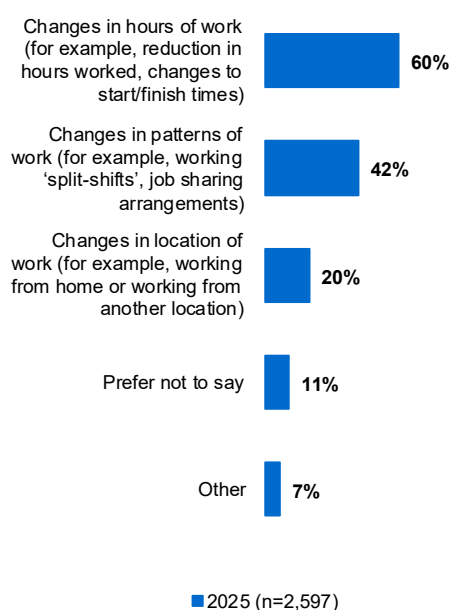 Changes in hours of work
(for example, reduction in
hours worked, changes to
start/finish times)
60%
Changes in patterns of
work (for example, working
‘split-shifts’, job sharing
arrangements)
42%
Changes in location of
work (for example, working
from home or working from
another location)
20%
Prefer not to say
11%
Other
7%
2025 (n=2,597)